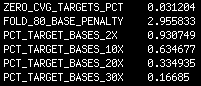 ZERO_CVG_TARGETS_PCT 0.031204
FOLD_80_BASE_PENALTY 2.955833
PCT_TARGET_BASES_2X 0.930749
PCT_TARGET_BASES_10X 0.634677
PCT_TARGET_BASES_20X 0.334935
PCT_TARGET_BASES_30X 0.16685